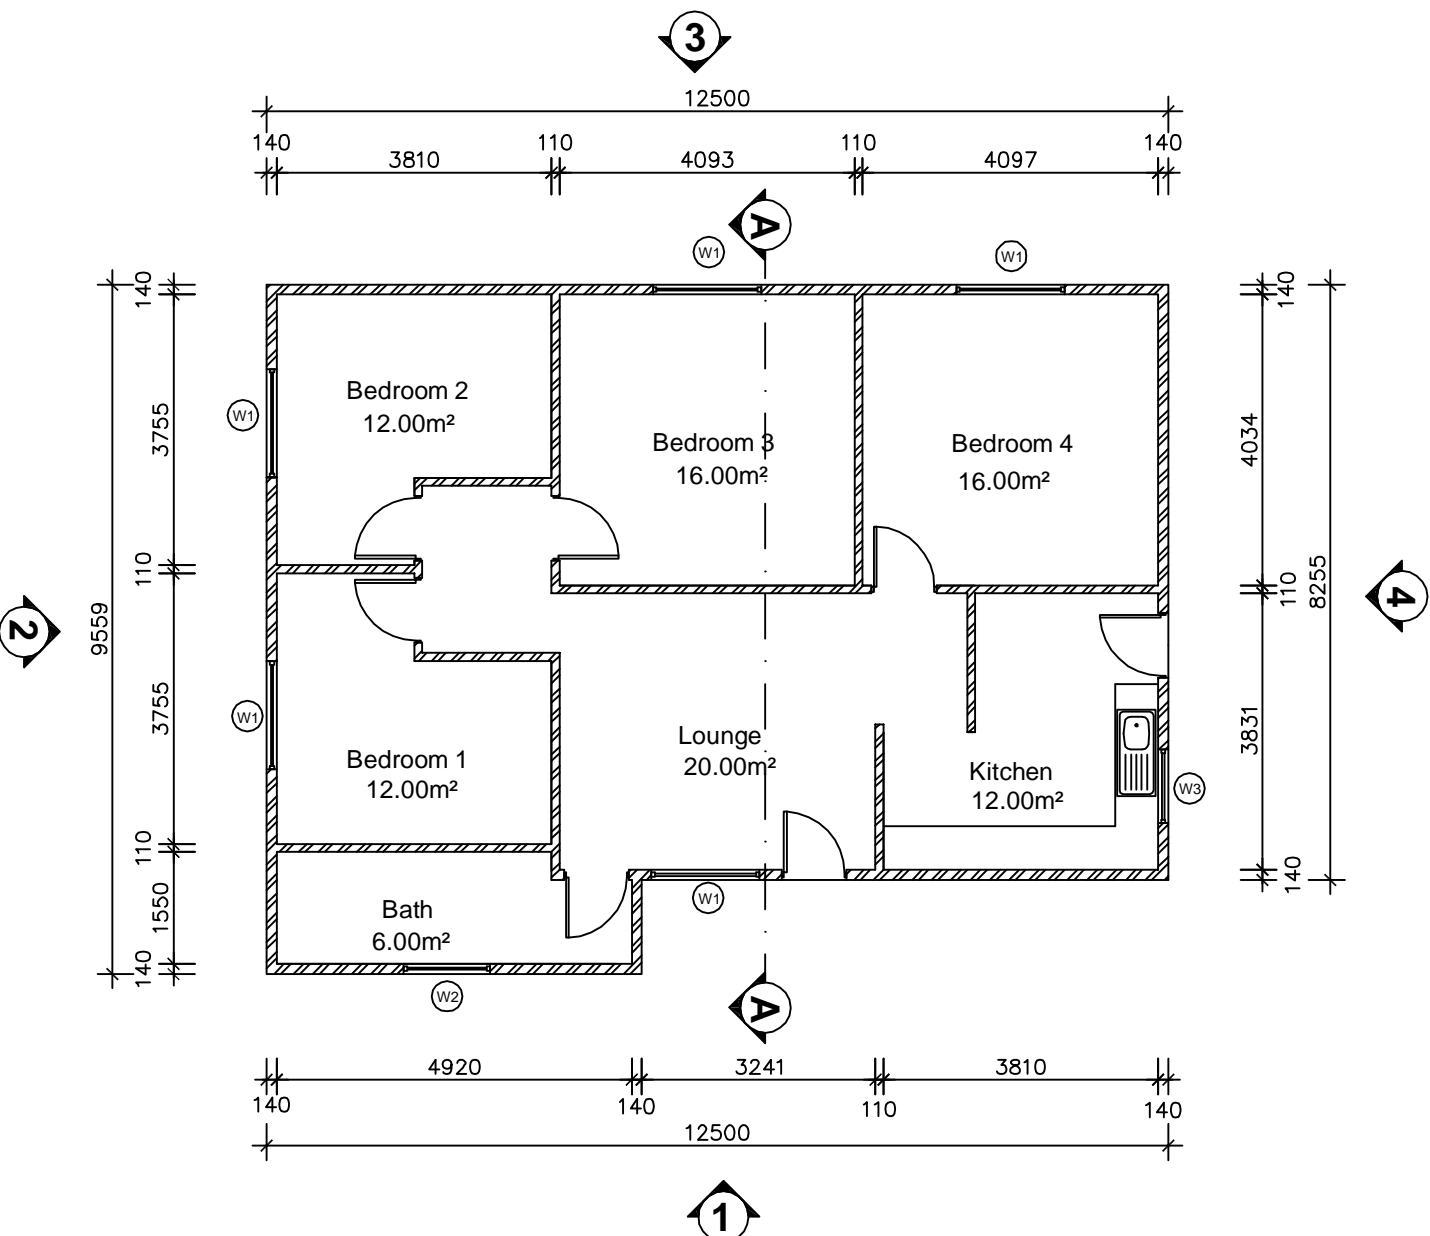 3
12500
140
110
110
140
3810
4093
4097
A
W1
W1
140
140
Bedroom 2
12.00m²
W1
3755
Bedroom 3
16.00m²
Bedroom 4
16.00m²
4034
110
110
8255
2
9559
4
3755
W1
Lounge
20.00m²
3831
Bedroom 1
12.00m²
Kitchen
12.00m²
W3
110
140
1550
W1
Bath
6.00m²
140
W2
A
4920
3241
3810
140
140
110
140
12500
1